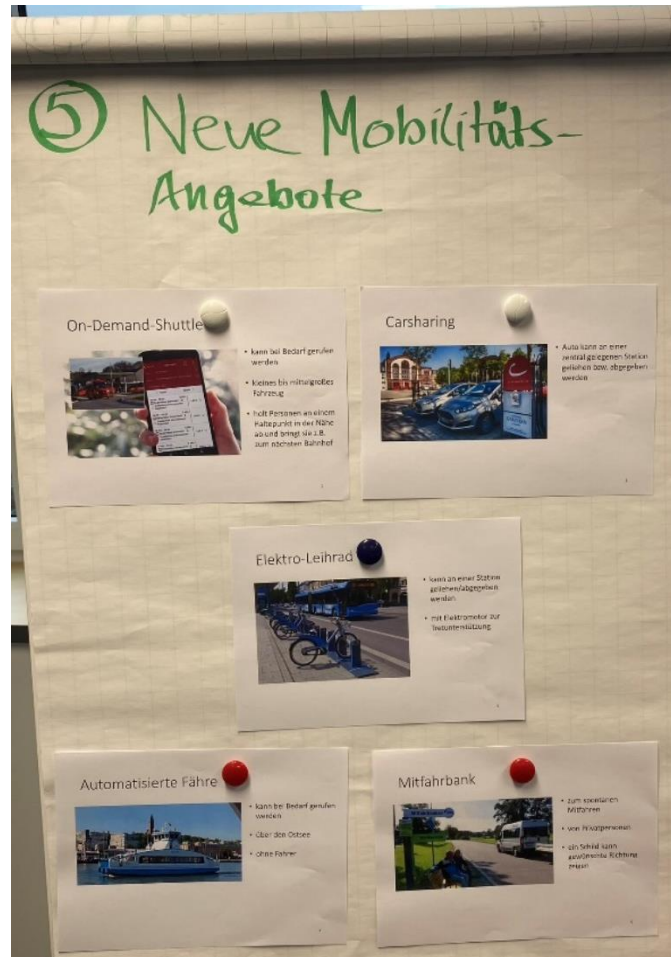 5 Neue Mobilitäts-
Angebote
On-Demand-Shuttle
• kann bei Bedarf gerufen
werden
• kleines bis mittelgroßes
Fahrzeug
• holt Personen an einem
Haltepunkt in der Nähe
ab und bringt sie z.B.
zum nächsten Bahnhof
Carsharing
• Auto kann an einer
zentral gelegenen Station
geliehen bzw. abgegeben
werden
Elektro-Leihrad
• kann an einer Station
geliehen/abgegeben
werden
• mit Elektromotor zur
Tretunterstützung
Automatisierte Fähre
• kann bei Bedarf gerufen
werden
• über den Ostsee
• ohne Fahrer
Mitfahrbank
• zum spontanen
Mitfahren
• von Privatpersonen
• ein Schild kann
gewünschte Richtung
zeigen